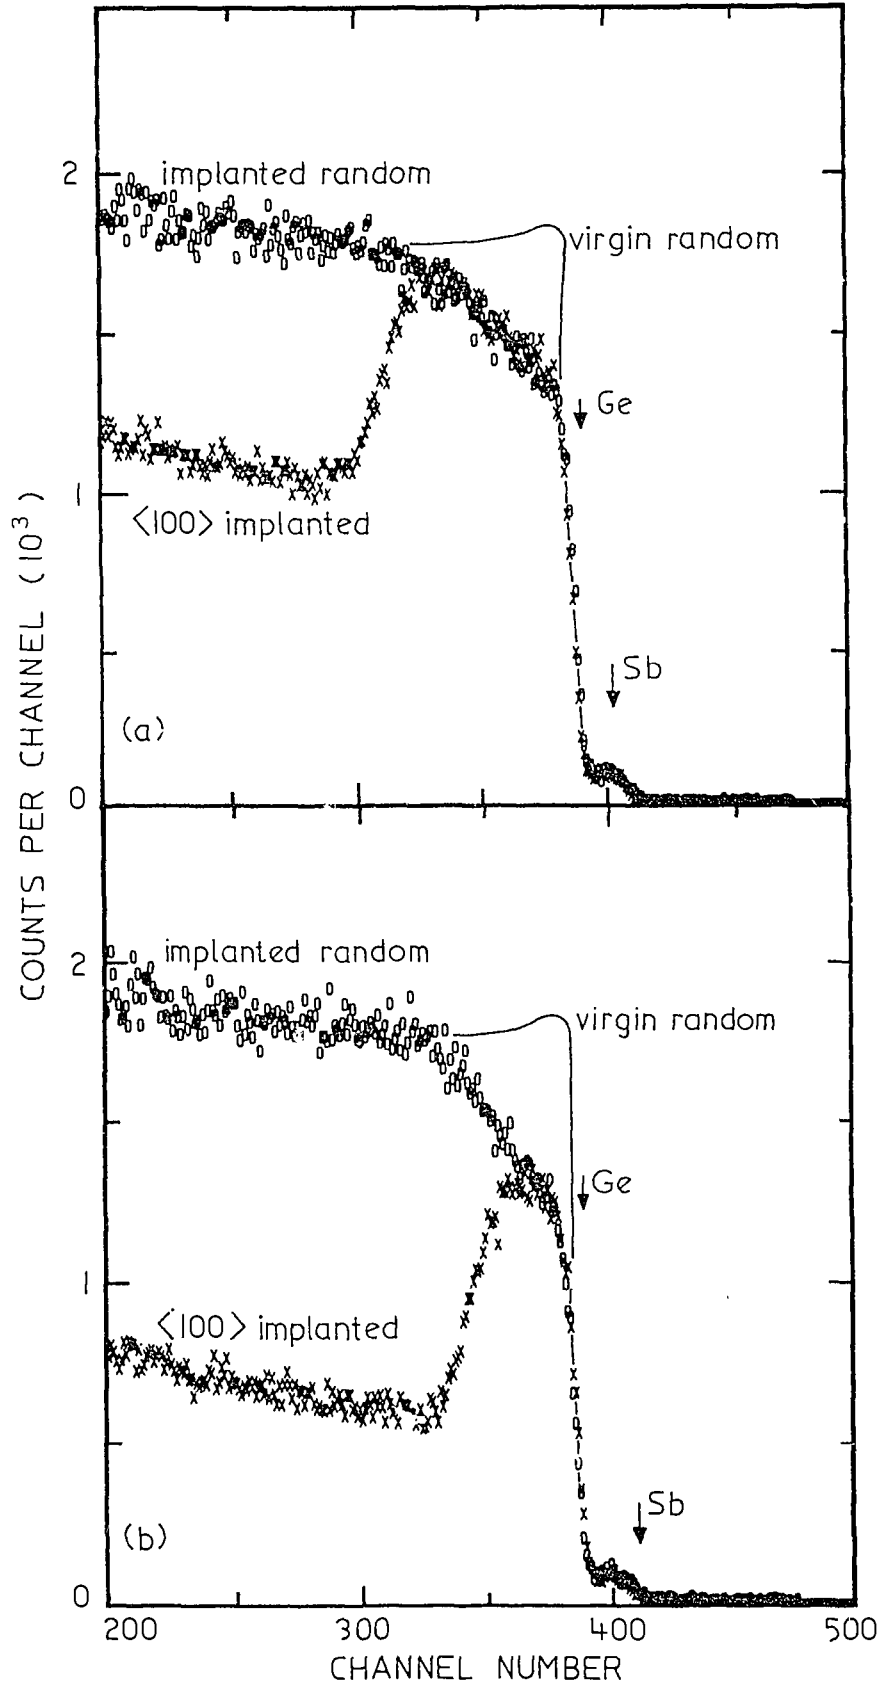 2
implanted random
virgin random
Ge
1
⟨100⟩ implanted
Sb
(a)
0
COUNTS PER CHANNEL (10³)
2
implanted random
virgin random
Ge
1
⟨100⟩ implanted
Sb
(b)
0
200 300 400 500
CHANNEL NUMBER